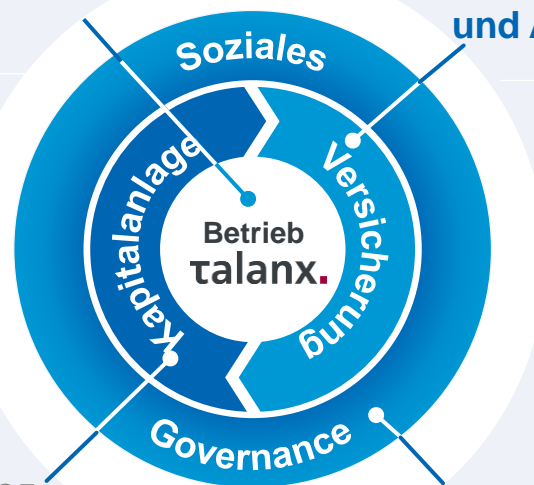 und
Soziales
Kapitalanlage
Versicherung
Betrieb
talanx.
Governance